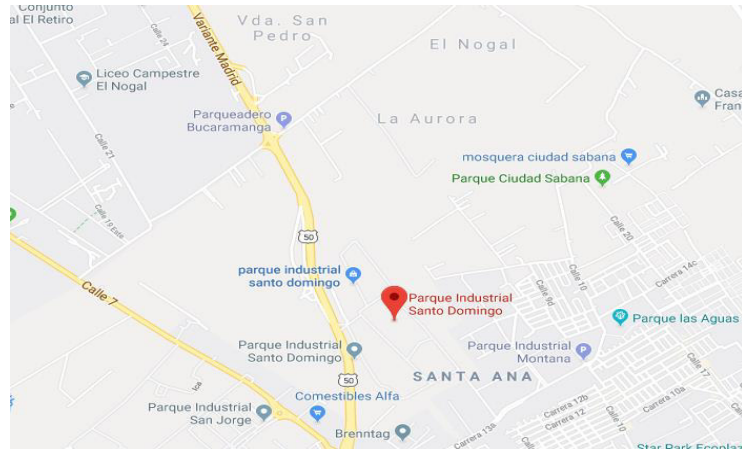 Conjunto
al El Retiro
Calle 24
Variante Madrid
Vda. San
Pedro
El Nogal
Liceo Campestre
El Nogal
Casa
Fran
Parqueadero
Bucaramanga
La Aurora
Calle 21
mosquera ciudad sabana
Parque Ciudad Sabana
Calle 19 Este
Calle 20
50
parque industrial
santo domingo
Carrera 14c
Calle 10
Calle 7
Parque Industrial
Santo Domingo
Calle 9d
Parque las Aguas
Parque Industrial
Santo Domingo
Parque Industrial
Montana
Calle 17
50
SANTA ANA
Ica
Comestibles Alfa
Carrera 10a
Parque Industrial
San Jorge
Carrera 12b
Carrera 12
Calle 10
Brenntag
Carrera 13a
Star Park Ecoplaz